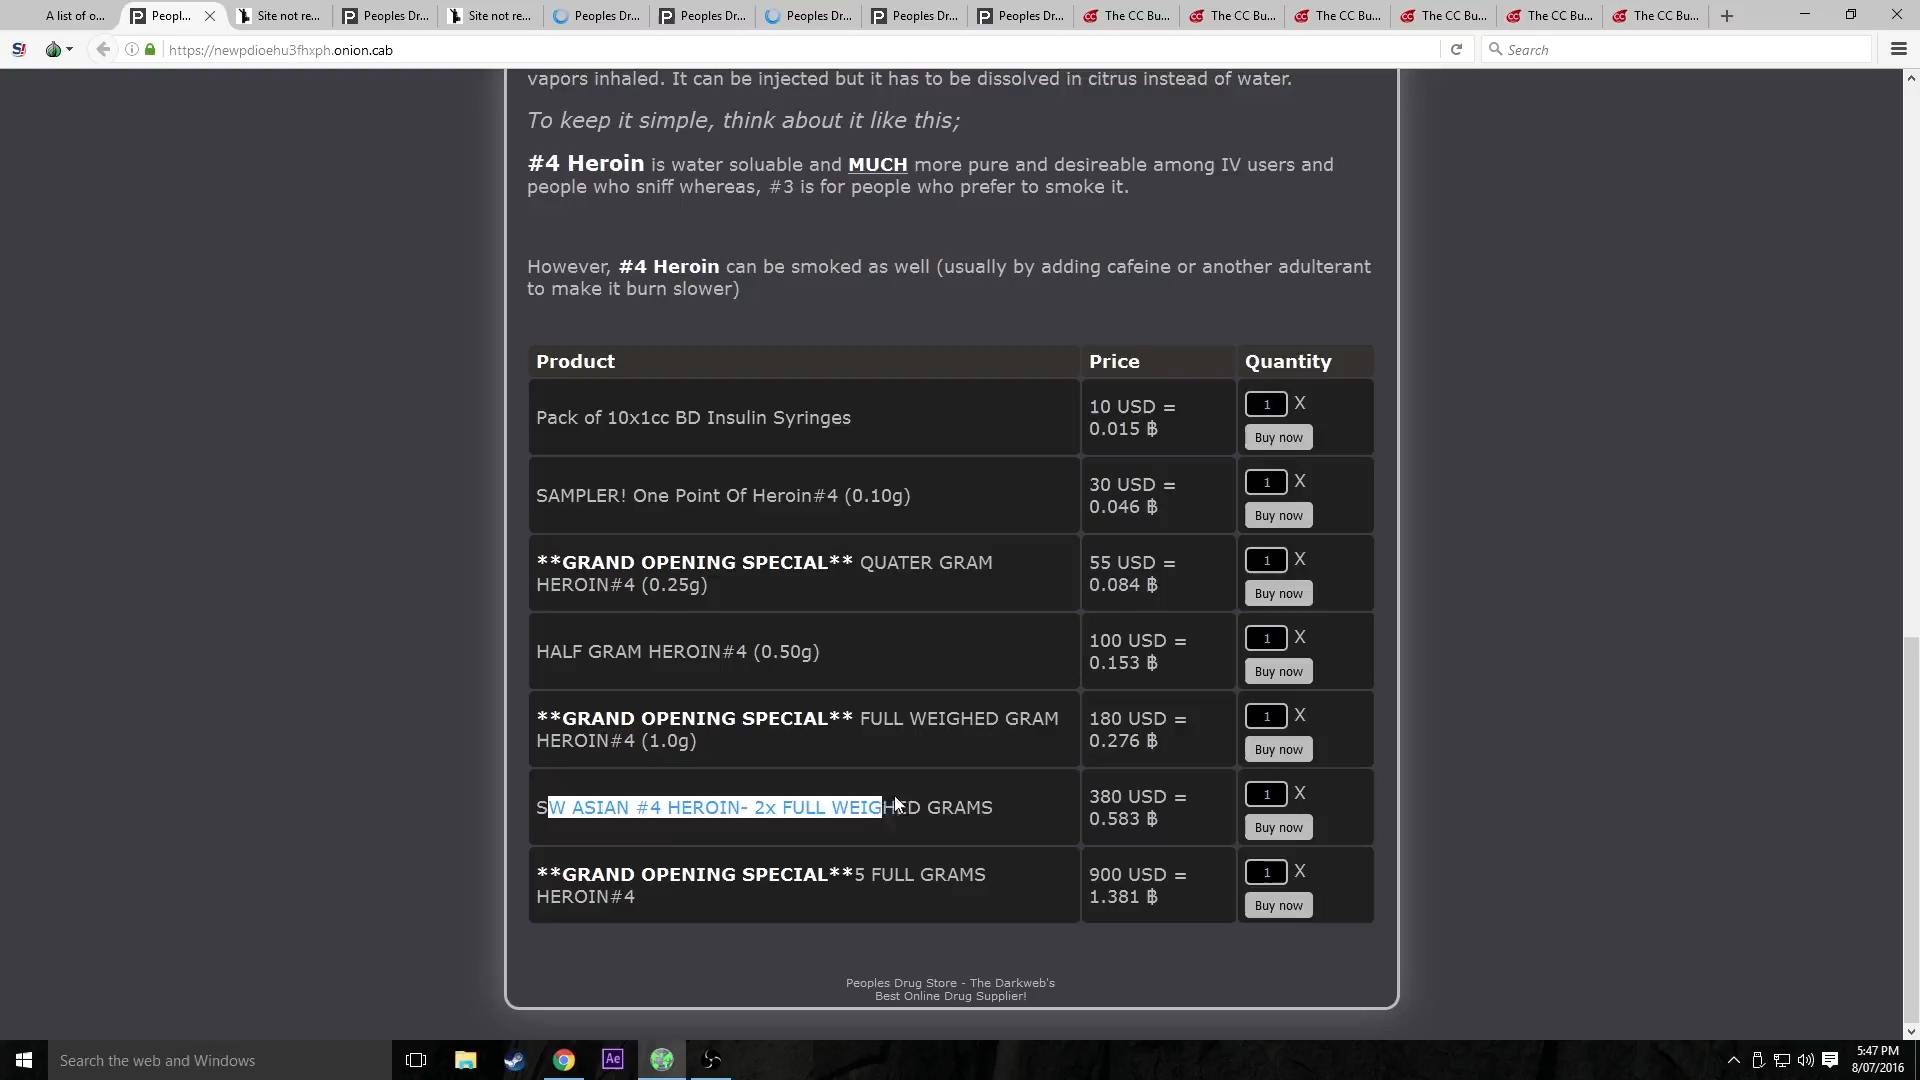 A list of o...
Peopl...
Site not re...
Peoples Dr...
Site not re...
Peoples Dr...
Peoples Dr...
Peoples Dr...
Peoples Dr...
Peoples Dr...
The CC Bu...
The CC Bu...
The CC Bu...
The CC Bu...
The CC Bu...
The CC Bu...
https://newpdioehu3fhxph.onion.cab
Search
vapors inhaled. It can be injected but it has to be dissolved in citrus instead of water.
To keep it simple, think about it like this;
#4 Heroin is water soluable and MUCH more pure and desireable among IV users and
people who sniff whereas, #3 is for people who prefer to smoke it.
However, #4 Heroin can be smoked as well (usually by adding cafeine or another adulterant
to make it burn slower)
Product Price Quantity
Pack of 10x1cc BD Insulin Syringes
10 USD =
0.015 ฿
1 X
Buy now
SAMPLER! One Point Of Heroin#4 (0.10g)
30 USD =
0.046 ฿
1 X
Buy now
**GRAND OPENING SPECIAL** QUATER GRAM
HEROIN#4 (0.25g)
55 USD =
0.084 ฿
1 X
Buy now
HALF GRAM HEROIN#4 (0.50g)
100 USD =
0.153 ฿
1 X
Buy now
**GRAND OPENING SPECIAL** FULL WEIGHED GRAM
HEROIN#4 (1.0g)
180 USD =
0.276 ฿
1 X
Buy now
SW ASIAN #4 HEROIN- 2x FULL WEIGHED GRAMS
380 USD =
0.583 ฿
1 X
Buy now
**GRAND OPENING SPECIAL**5 FULL GRAMS
HEROIN#4
900 USD =
1.381 ฿
1 X
Buy now
Peoples Drug Store - The Darkweb's
Best Online Drug Supplier!
Search the web and Windows
Ae
5:47 PM
8/07/2016